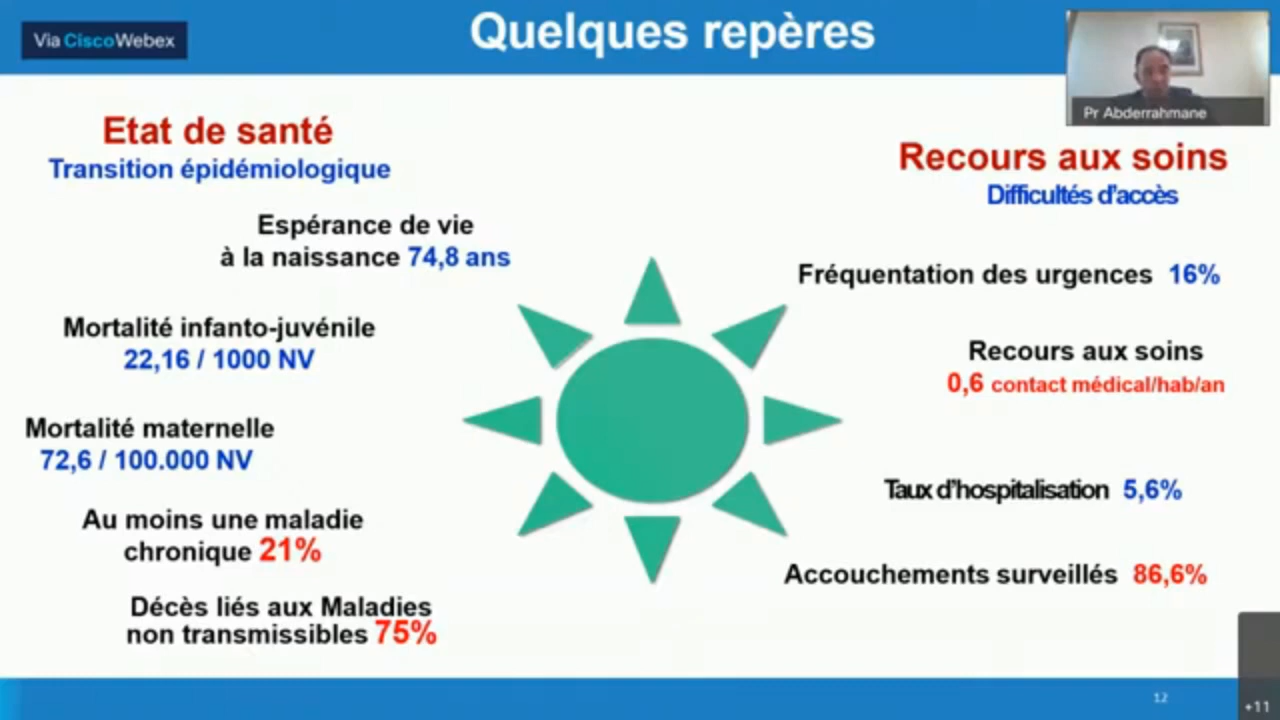 Via CiscoWebex
Quelques repères
Pr Abderrahmane
Etat de santé
Transition épidémiologique
Espérance de vie
à la naissance 74,8 ans
Mortalité infanto-juvénile
22,16 / 1000 NV
Mortalité maternelle
72,6 / 100.000 NV
Au moins une maladie
chronique 21%
Décès liés aux Maladies
non transmissibles 75%
Recours aux soins
Difficultés d'accès
Fréquentation des urgences 16%
Recours aux soins
0,6 contact médical/hab/an
Taux d'hospitalisation 5,6%
Accouchements surveillés 86,6%
12
+11